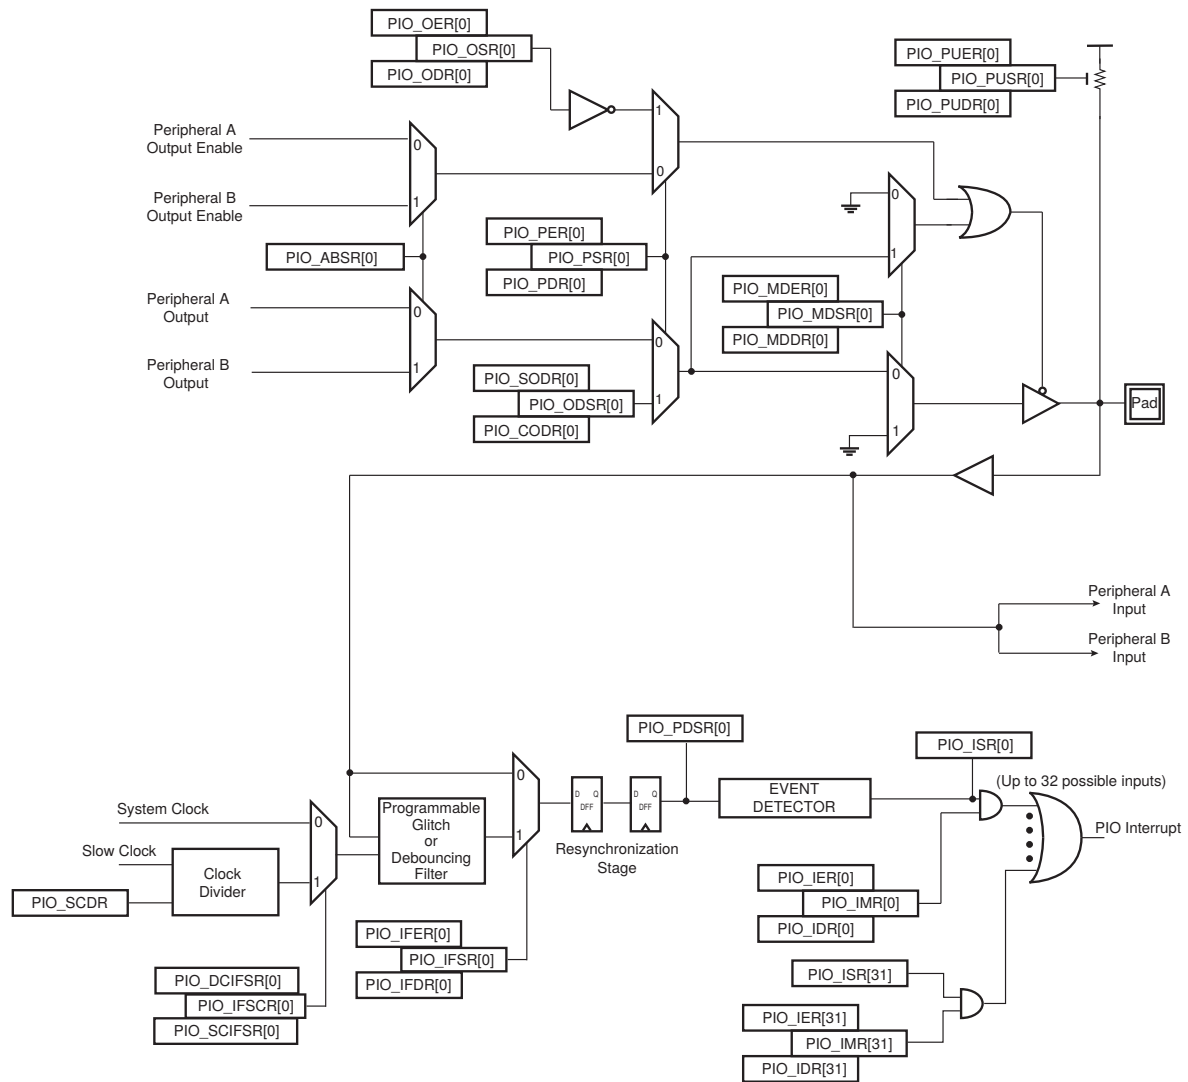 PIO_OER[0]
PIO_OSR[0]
PIO_ODR[0]
PIO_PUER[0]
PIO_PUSR[0]
PIO_PUDR[0]
1
0
Peripheral A
Output Enable
0
Peripheral B
Output Enable
1
0
1
PIO_PER[0]
PIO_PSR[0]
PIO_PDR[0]
PIO_ABSR[0]
PIO_MDER[0]
PIO_MDSR[0]
PIO_MDDR[0]
Peripheral A
Output
0
Peripheral B
Output
1
0
1
PIO_SODR[0]
PIO_ODSR[0]
PIO_CODR[0]
0
1
Pad
Peripheral A
Input
Peripheral B
Input
PIO_PDSR[0]
PIO_ISR[0]
(Up to 32 possible inputs)
EVENT
DETECTOR
PIO Interrupt
0
1
D Q
DFF
D Q
DFF
Resynchronization
Stage
Programmable
Glitch
or
Debouncing
Filter
System Clock
0
Slow Clock
1
Clock
Divider
PIO_SCDR
PIO_IER[0]
PIO_IMR[0]
PIO_IDR[0]
PIO_IFER[0]
PIO_IFSR[0]
PIO_IFDR[0]
PIO_DCIFSR[0]
PIO_IFSCR[0]
PIO_SCIFSR[0]
PIO_ISR[31]
PIO_IER[31]
PIO_IMR[31]
PIO_IDR[31]